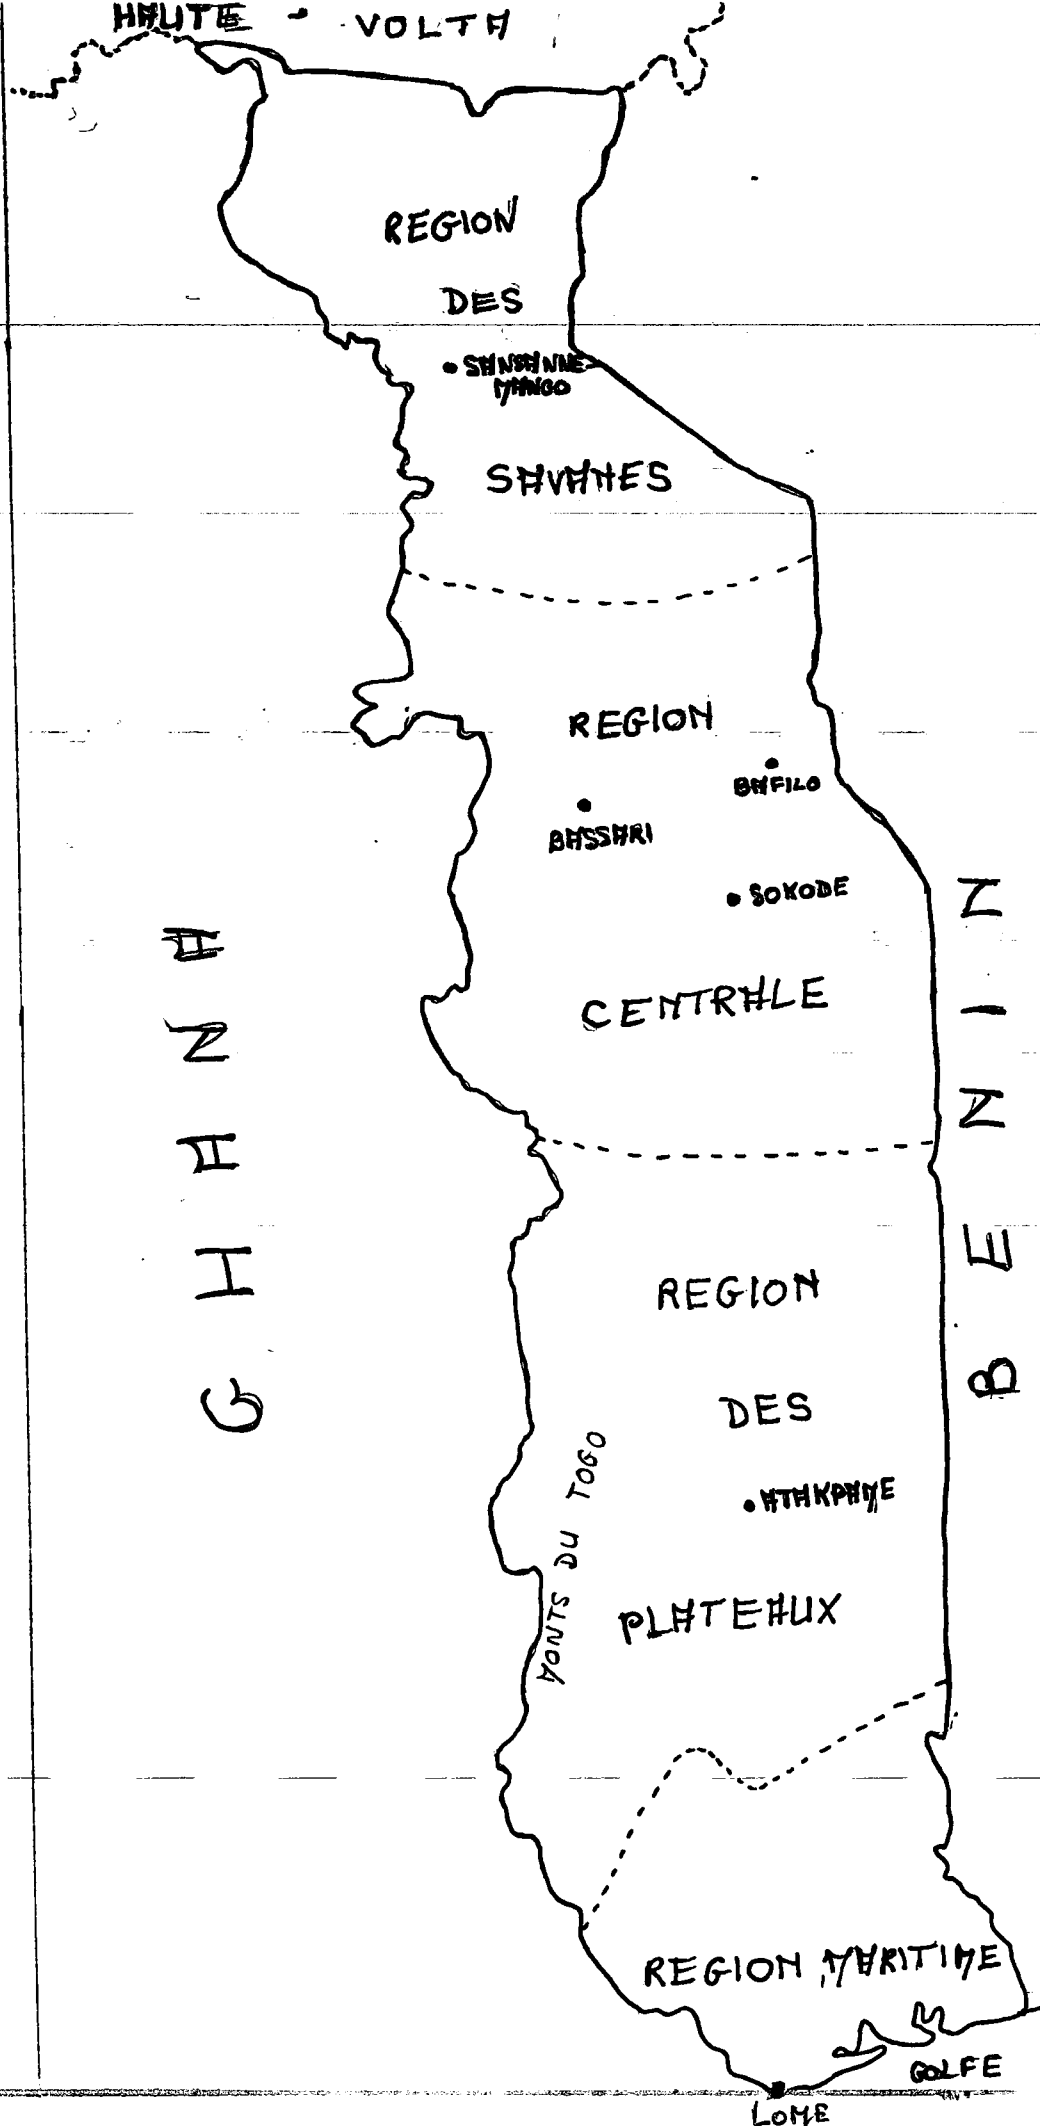 HAUTE - VOLTA
REGION
DES
SANSANNE
MANGO
SAVANES
REGION
BAFILO
BASSARI
SOKODE
CENTRALE
GHANA
BENIN
REGION
DES
ATAKPAME
MONTS DU TOGO
PLATEAUX
REGION MARITIME
GOLFE
LOME